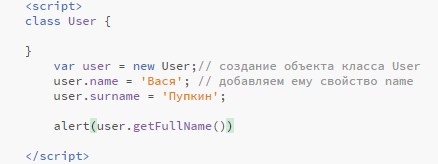 <script>
class User {
}
var user = new User;// создание объекта класса User
user.name = 'Вася'; // добавляем ему свойство name
user.surname = 'Пупкин';
alert(user.getFullName())
</script>